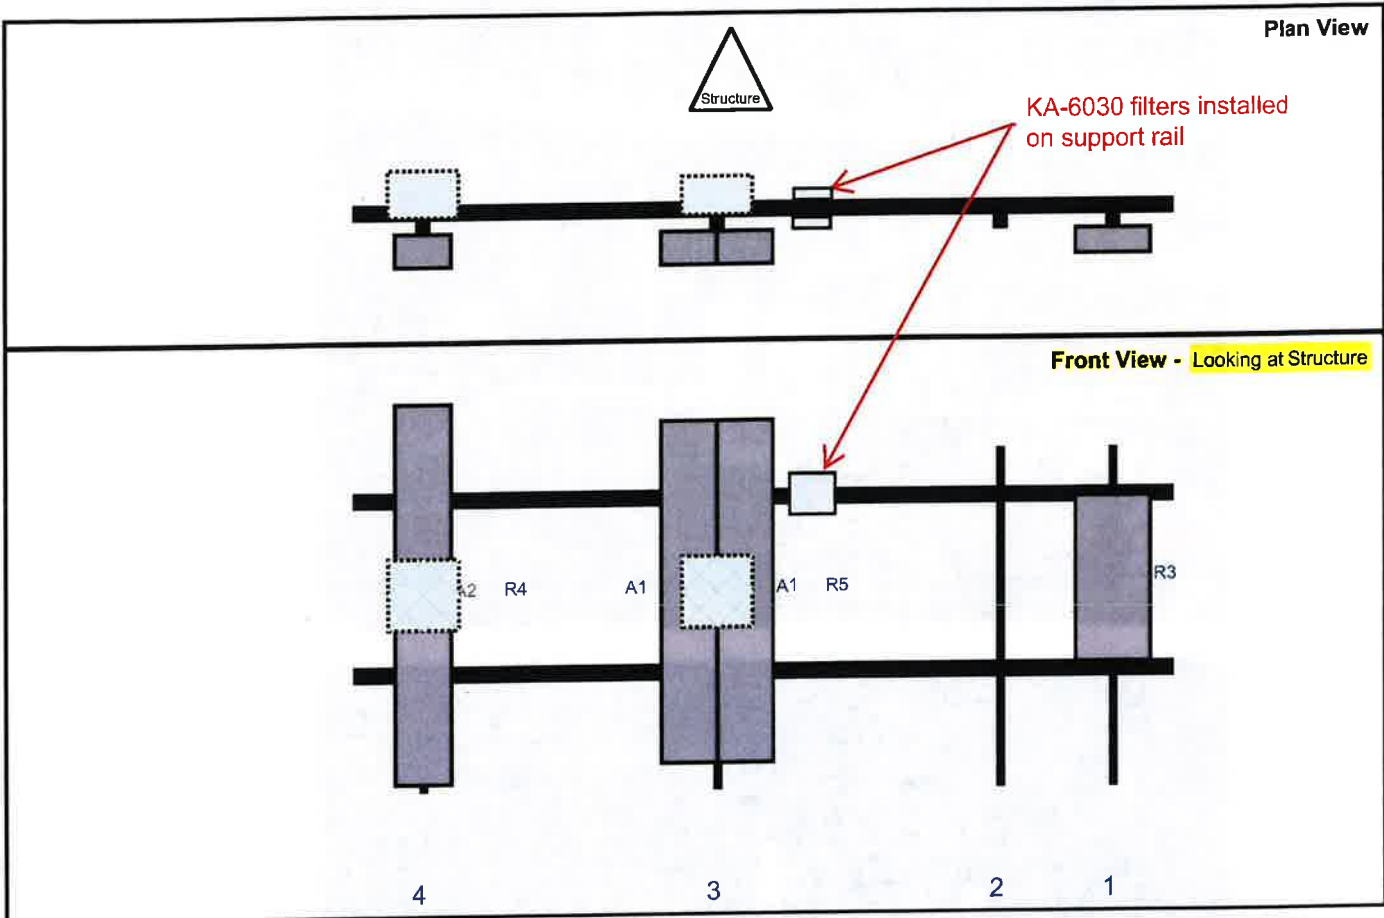 Plan View
Structure
KA-6030 filters installed
on support rail
Front View - Looking at Structure
A2 R4 A1 A1 R5 R3
4 3 2 1